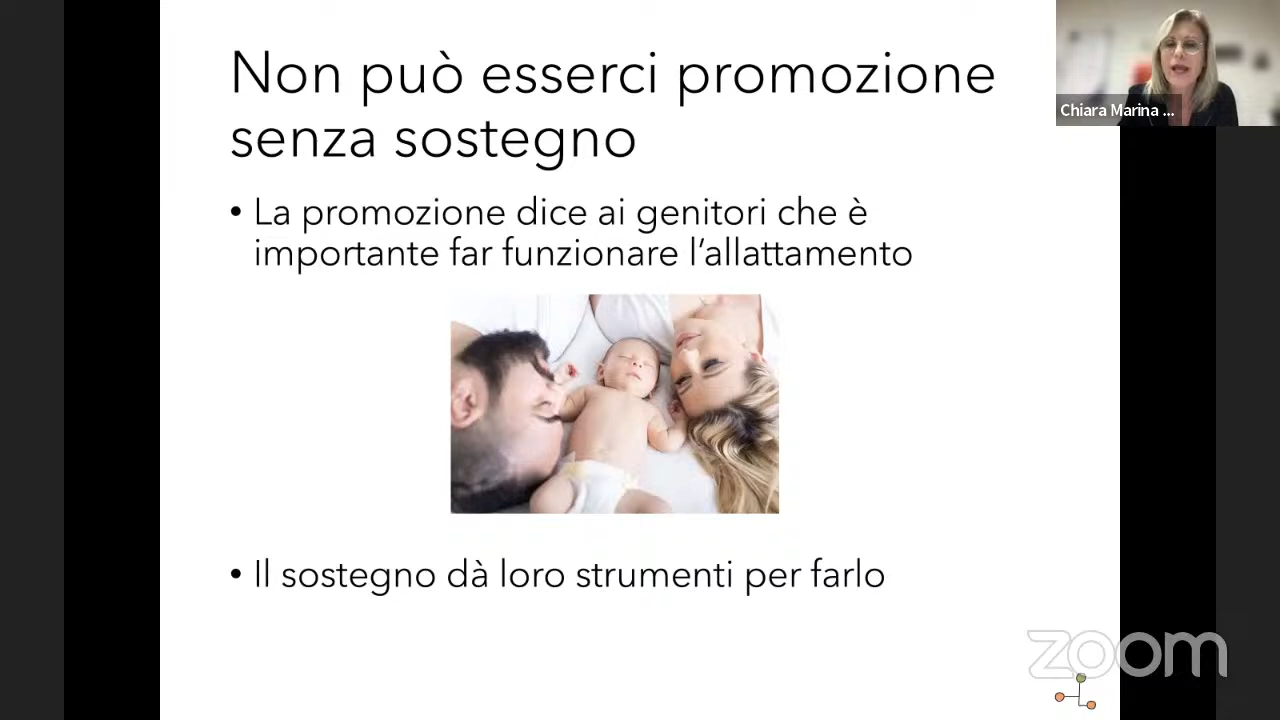 Non può esserci promozione
senza sostegno
• La promozione dice ai genitori che è
importante far funzionare l’allattamento
• Il sostegno dà loro strumenti per farlo
Chiara Marina ...
zoom